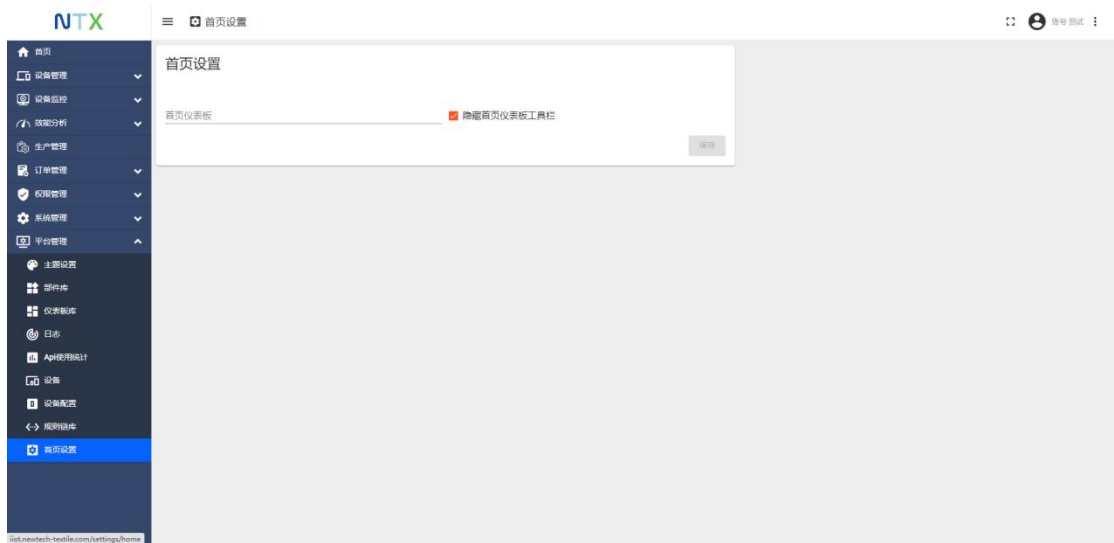 NTX
首页设置
账号 测试
首页
设备管理
设备监控
效能分析
生产管理
订单管理
权限管理
系统管理
平台管理
主题设置
部件库
仪表板库
日志
Api使用统计
设备
设备配置
规则链库
首页设置
首页设置
首页仪表板
隐藏首页仪表板工具栏
保存
iiot.newtech-textile.com/settings/home